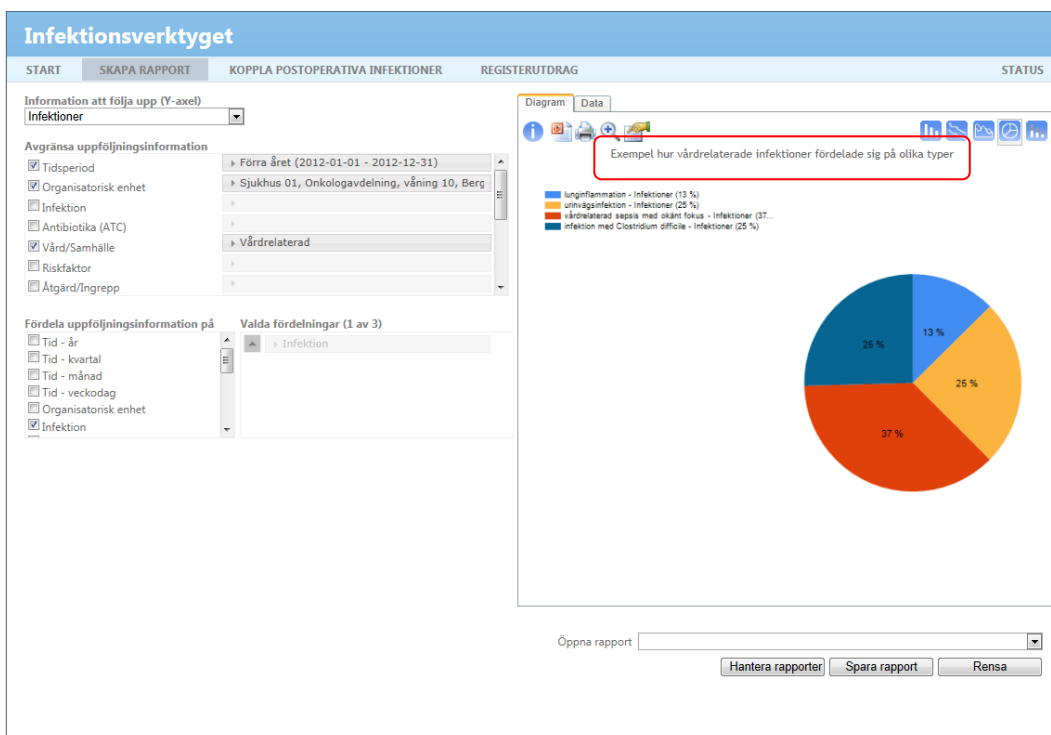 Infektionsverktyget
START SKAPA RAPPORT KOPPLA POSTOPERATIVA INFEKTIONER REGISTERUTDRAG STATUS
Information att följa upp (Y-axel)
Infektioner
Avgränsa uppföljningsinformation
Tidsperiod Förra året (2012-01-01 - 2012-12-31)
Organisatorisk enhet Sjukhus 01, Onkologavdelning, våning 10, Berg
Infektion
Antibiotika (ATC)
Vård/Samhälle Vårdrelaterad
Riskfaktor
Åtgärd/Ingrepp
Fördela uppföljningsinformation på Valda fördelningar (1 av 3)
Tid - år Infektion
Tid - kvartal
Tid - månad
Tid - veckodag
Organisatorisk enhet
Infektion
Diagram Data
Exempel hur vårdrelaterade infektioner fördelade sig på olika typer
lunginflammation - Infektioner (13 %)
urinvägsinfektion - Infektioner (25 %)
vårdrelaterad sepsis med okänt fokus - Infektioner (37...
infektion med Clostridium difficile - Infektioner (25 %)
13 %
25 %
25 %
37 %
Öppna rapport
Hantera rapporter Spara rapport Rensa